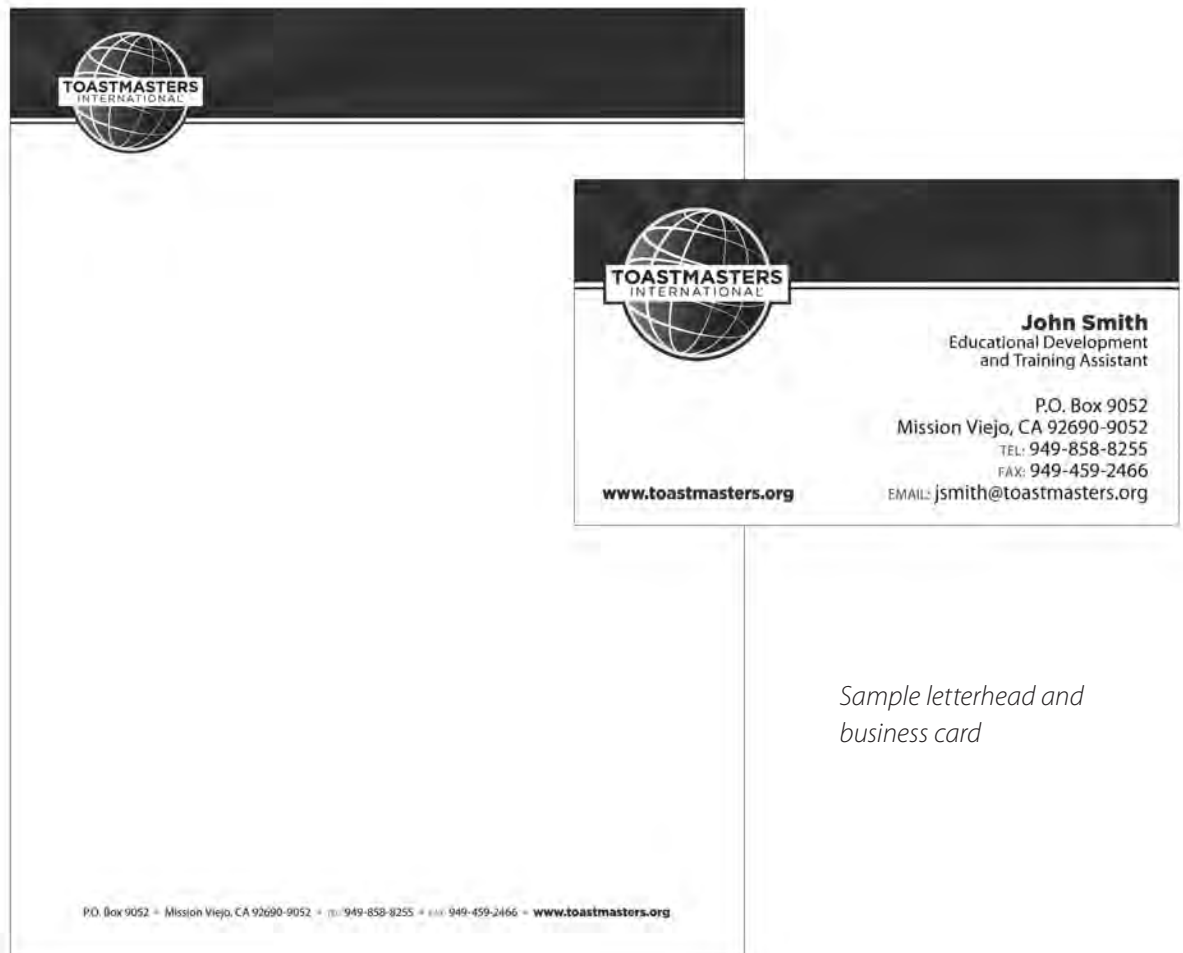 TOASTMASTERS
INTERNATIONAL
TOASTMASTERS
INTERNATIONAL
John Smith
Educational Development
and Training Assistant
P.O. Box 9052
Mission Viejo, CA 92690-9052
TEL: 949-858-8255
FAX: 949-459-2466
www.toastmasters.org
EMAIL: jsmith@toastmasters.org
Sample letterhead and
business card
P.O. Box 9052 • Mission Viejo, CA 92690-9052 • TEL: 949-858-8255 • FAX: 949-459-2466 • www.toastmasters.org